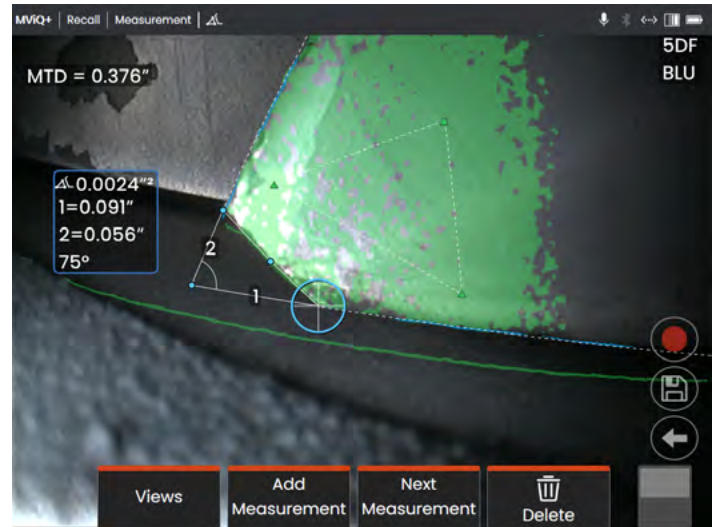 MViQ+ | Recall | Measurement |
5DF
BLU
MTD = 0.376"
0.0024"²
1=0.091"
2=0.056"
75°
2
1
Views
Add
Measurement
Next
Measurement
Delete